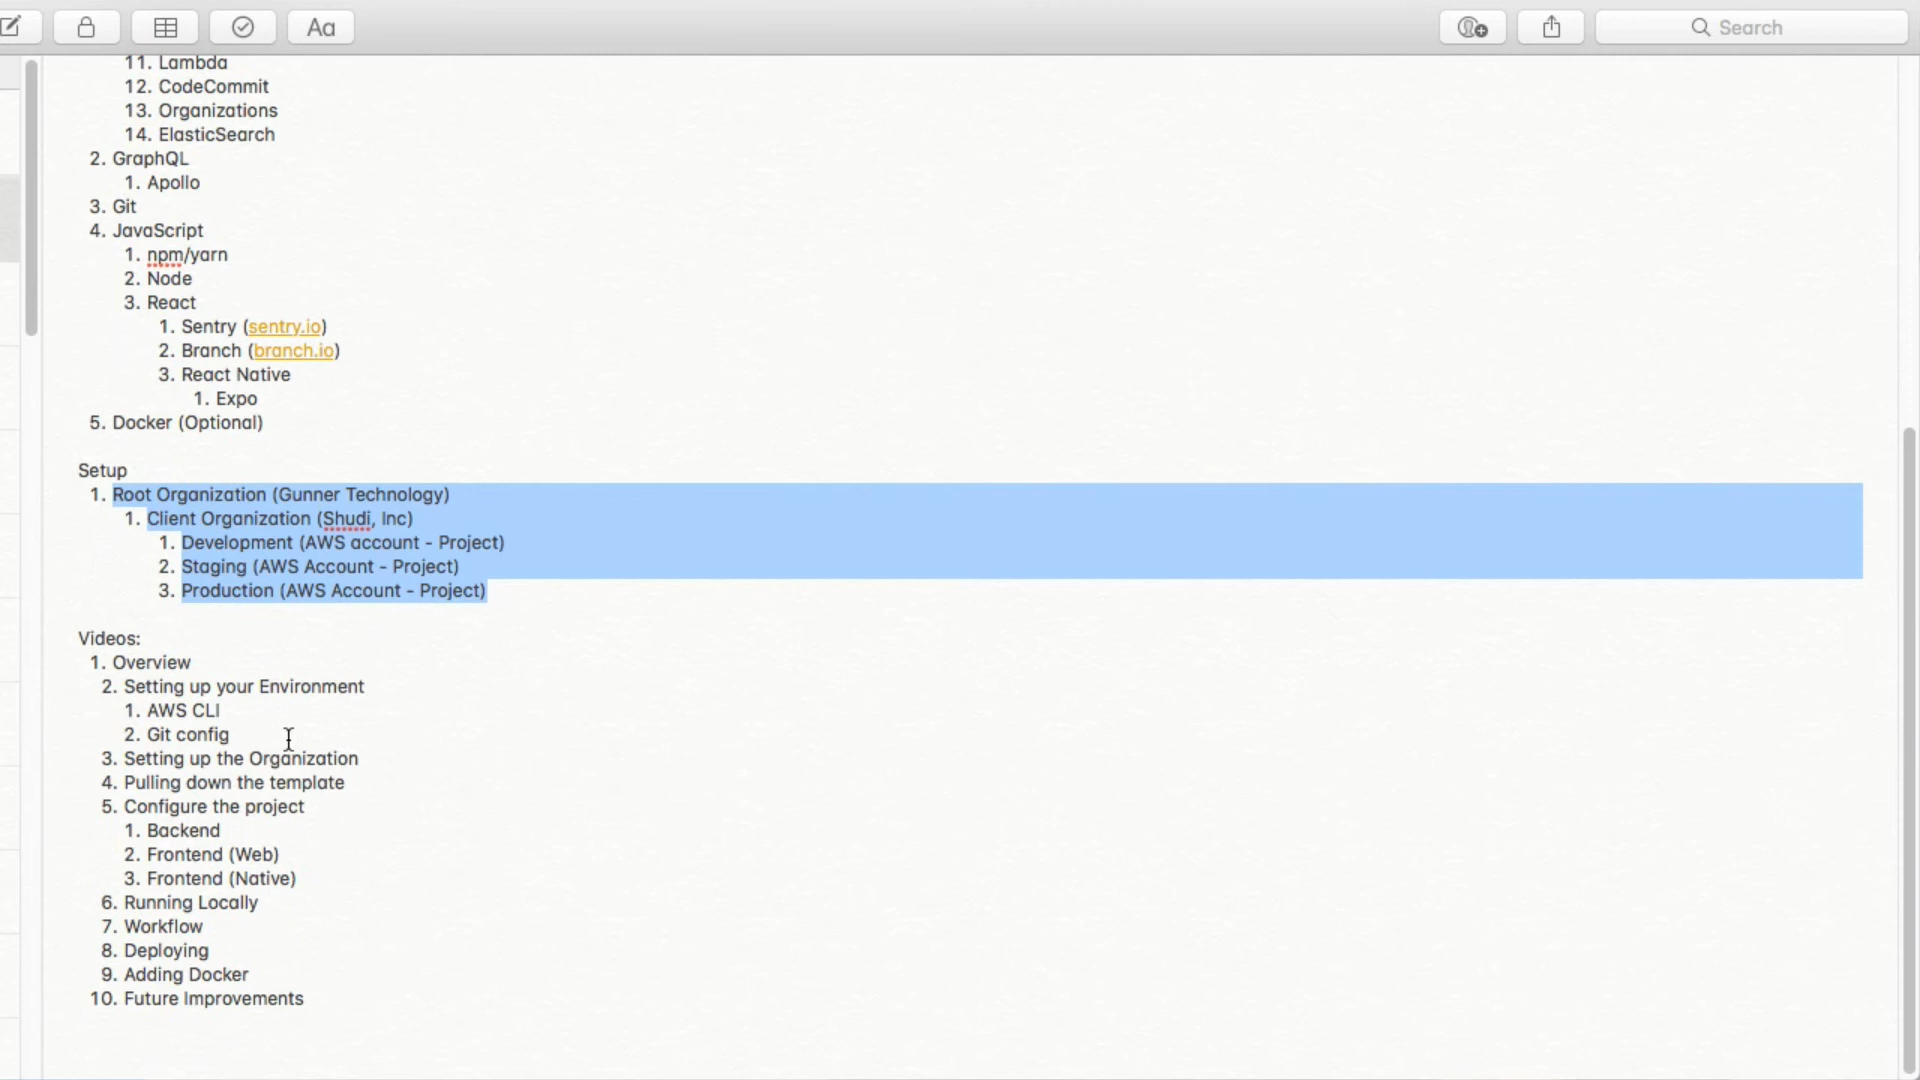 Aa
Search
11. Lambda
12. CodeCommit
13. Organizations
14. ElasticSearch
2. GraphQL
1. Apollo
3. Git
4. JavaScript
1. npm/yarn
2. Node
3. React
1. Sentry (sentry.io)
2. Branch (branch.io)
3. React Native
1. Expo
5. Docker (Optional)
Setup
1. Root Organization (Gunner Technology)
1. Client Organization (Shudi, Inc)
1. Development (AWS account - Project)
2. Staging (AWS Account - Project)
3. Production (AWS Account - Project)
Videos:
1. Overview
2. Setting up your Environment
1. AWS CLI
2. Git config
3. Setting up the Organization
4. Pulling down the template
5. Configure the project
1. Backend
2. Frontend (Web)
3. Frontend (Native)
6. Running Locally
7. Workflow
8. Deploying
9. Adding Docker
10. Future Improvements